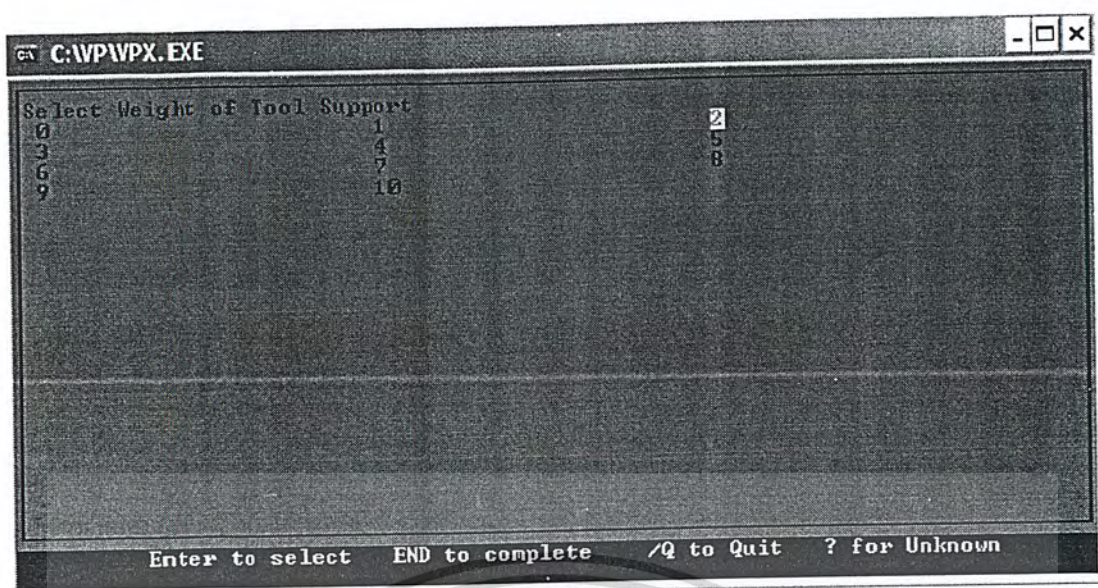 C:\VP\VPX.EXE
Select Weight of Tool Support
0 1 2
3 4 5
6 7 8
9 10
Enter to select END to complete /Q to Quit ? for Unknown